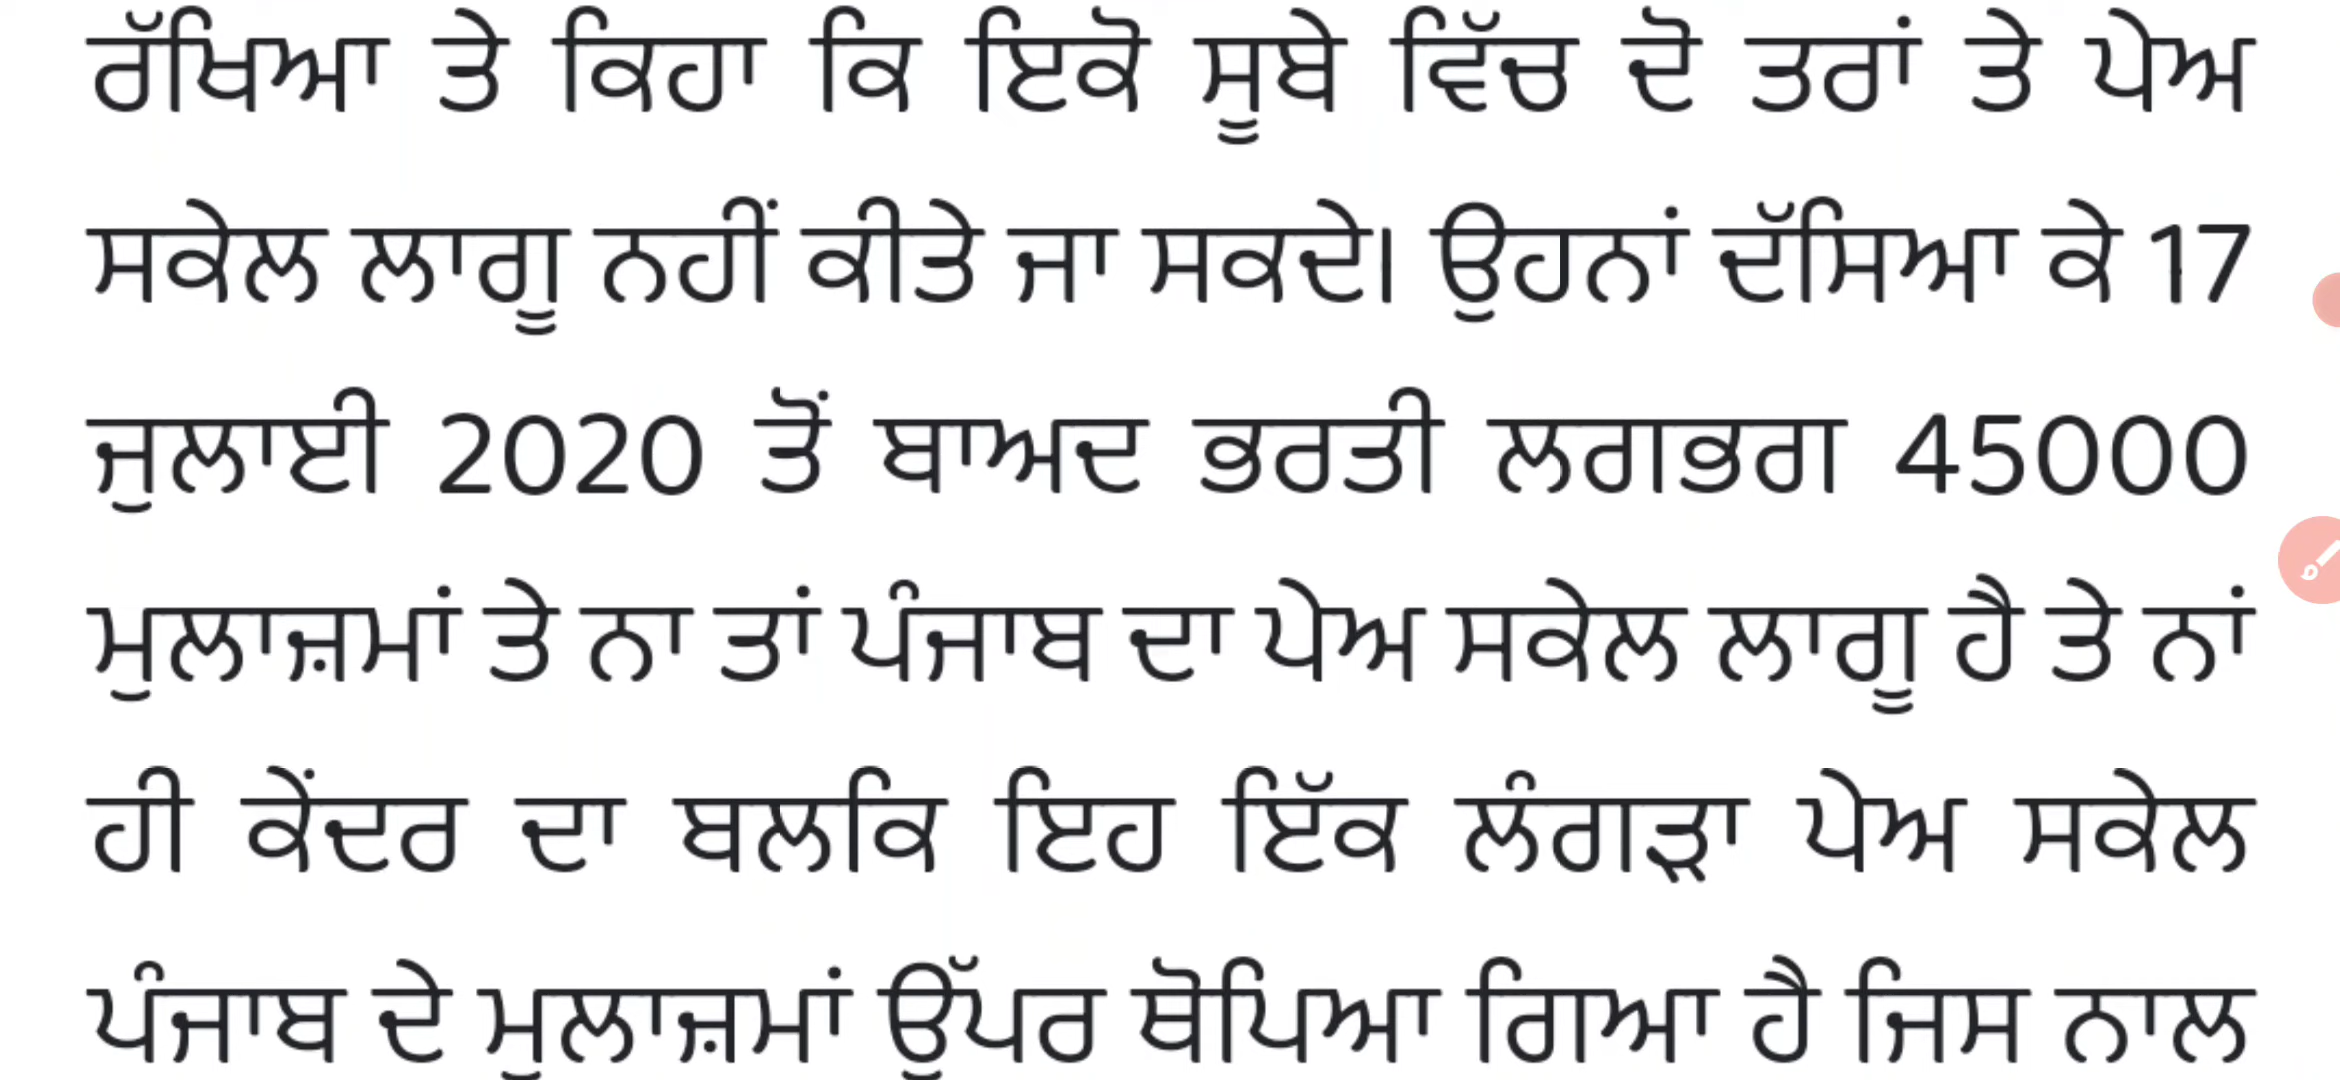 ਰੱਖਿਆ ਤੇ ਕਿਹਾ ਕਿ ਇਕੋ ਸੂਬੇ ਵਿੱਚ ਦੋ ਤਰਾਂ ਤੇ ਪੇਅ
ਸਕੇਲ ਲਾਗੂ ਨਹੀਂ ਕੀਤੇ ਜਾ ਸਕਦੇ। ਉਹਨਾਂ ਦੱਸਿਆ ਕੇ 17
ਜੁਲਾਈ 2020 ਤੋਂ ਬਾਅਦ ਭਰਤੀ ਲਗਭਗ 45000
ਮੁਲਾਜ਼ਮਾਂ ਤੇ ਨਾ ਤਾਂ ਪੰਜਾਬ ਦਾ ਪੇਅ ਸਕੇਲ ਲਾਗੂ ਹੈ ਤੇ ਨਾਂ
ਹੀ ਕੇਂਦਰ ਦਾ ਬਲਕਿ ਇਹ ਇੱਕ ਲੰਗੜਾ ਪੇਅ ਸਕੇਲ
ਪੰਜਾਬ ਦੇ ਮੁਲਾਜ਼ਮਾਂ ਉੱਪਰ ਥੋਪਿਆ ਗਿਆ ਹੈ ਜਿਸ ਨਾਲ